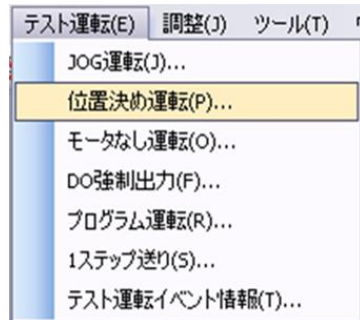 テスト運転(E) 調整(J) ツール(T)
JOG運転(J)...
位置決め運転(P)...
モータなし運転(O)...
DO強制出力(F)...
プログラム運転(R)...
1ステップ送り(S)...
テスト運転イベント情報(T)...